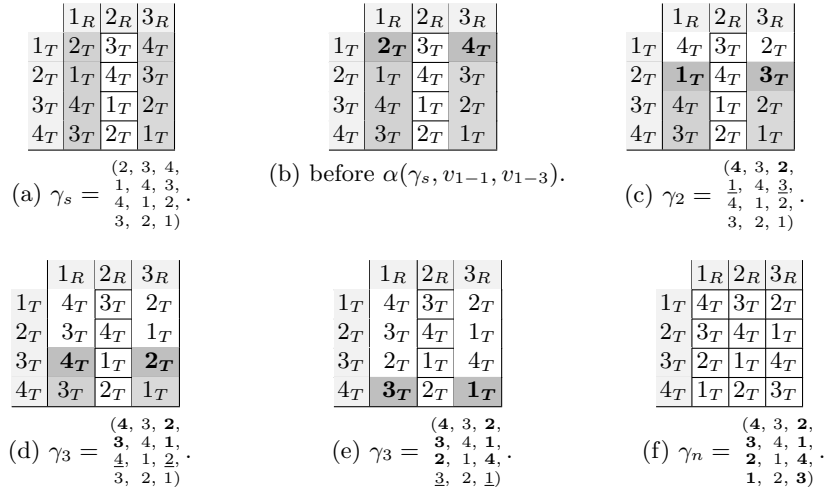 1_R 2_R 3_R
1_T 2_T 3_T 4_T
2_T 1_T 4_T 3_T
3_T 4_T 1_T 2_T
4_T 3_T 2_T 1_T
(a) γ_s = (2, 3, 4,
1, 4, 3,
4, 1, 2,
3, 2, 1) .
1_R 2_R 3_R
1_T 2_T 3_T 4_T
2_T 1_T 4_T 3_T
3_T 4_T 1_T 2_T
4_T 3_T 2_T 1_T
(b) before α(γ_s, v_{1−1}, v_{1−3}).
1_R 2_R 3_R
1_T 4_T 3_T 2_T
2_T 1_T 4_T 3_T
3_T 4_T 1_T 2_T
4_T 3_T 2_T 1_T
(c) γ_2 = (4, 3, 2,
1, 4, 3,
4, 1, 2,
3, 2, 1) .
1_R 2_R 3_R
1_T 4_T 3_T 2_T
2_T 3_T 4_T 1_T
3_T 4_T 1_T 2_T
4_T 3_T 2_T 1_T
(d) γ_3 = (4, 3, 2,
3, 4, 1,
4, 1, 2,
3, 2, 1) .
1_R 2_R 3_R
1_T 4_T 3_T 2_T
2_T 3_T 4_T 1_T
3_T 2_T 1_T 4_T
4_T 3_T 2_T 1_T
(e) γ_3 = (4, 3, 2,
3, 4, 1,
2, 1, 4,
3, 2, 1) .
1_R 2_R 3_R
1_T 4_T 3_T 2_T
2_T 3_T 4_T 1_T
3_T 2_T 1_T 4_T
4_T 1_T 2_T 3_T
(f) γ_n = (4, 3, 2,
3, 4, 1,
2, 1, 4,
1, 2, 3) .